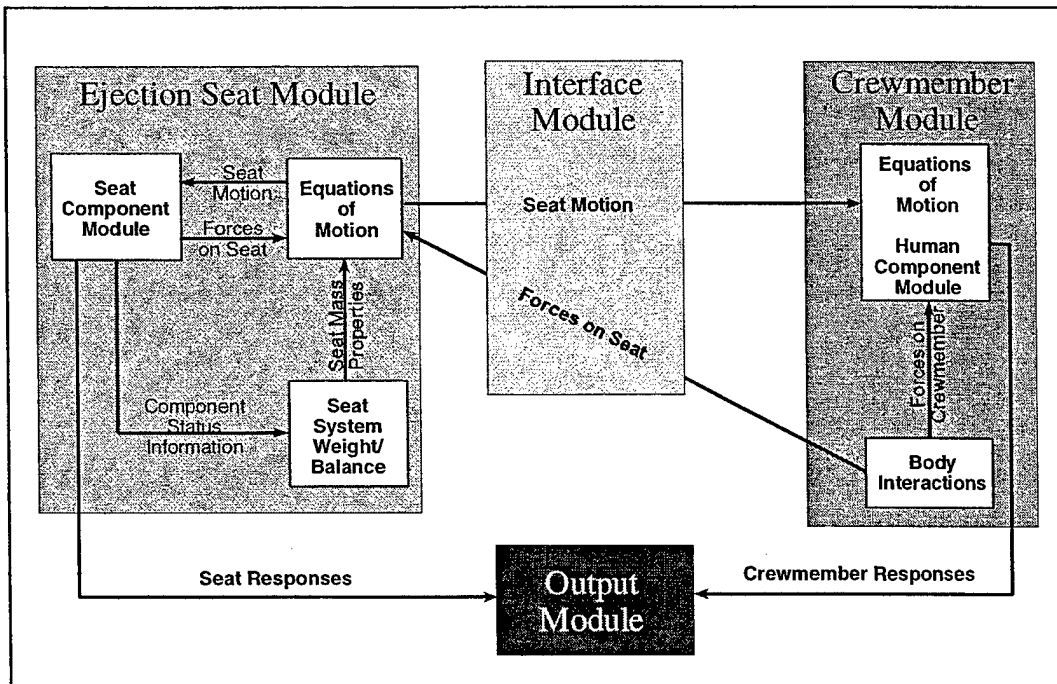 Ejection Seat Module
Seat
Component
Module
Seat
Motion
Forces
on Seat
Equations
of
Motion
Seat Mass
Properties
Component
Status
Information
Seat
System
Weight/
Balance
Interface
Module
Seat Motion
Forces on Seat
Crewmember
Module
Equations
of
Motion
Human
Component
Module
Forces on
Crewmember
Body
Interactions
Seat Responses
Output
Module
Crewmember Responses